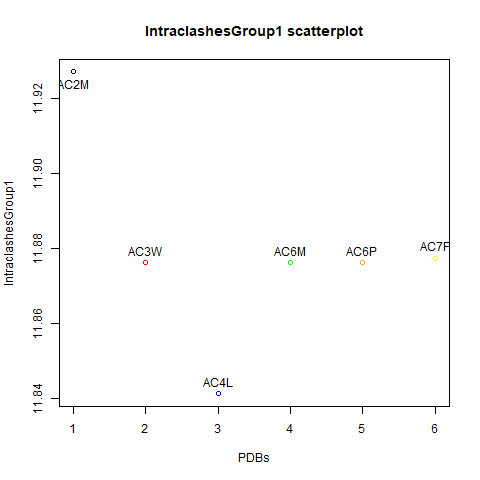 IntraclashesGroup1 scatterplot
11.92
11.90
11.88
11.86
11.84
IntraclashesGroup1
AC2M
AC3W
AC4L
AC6M
AC6P
AC7F
1 2 3 4 5 6
PDBs